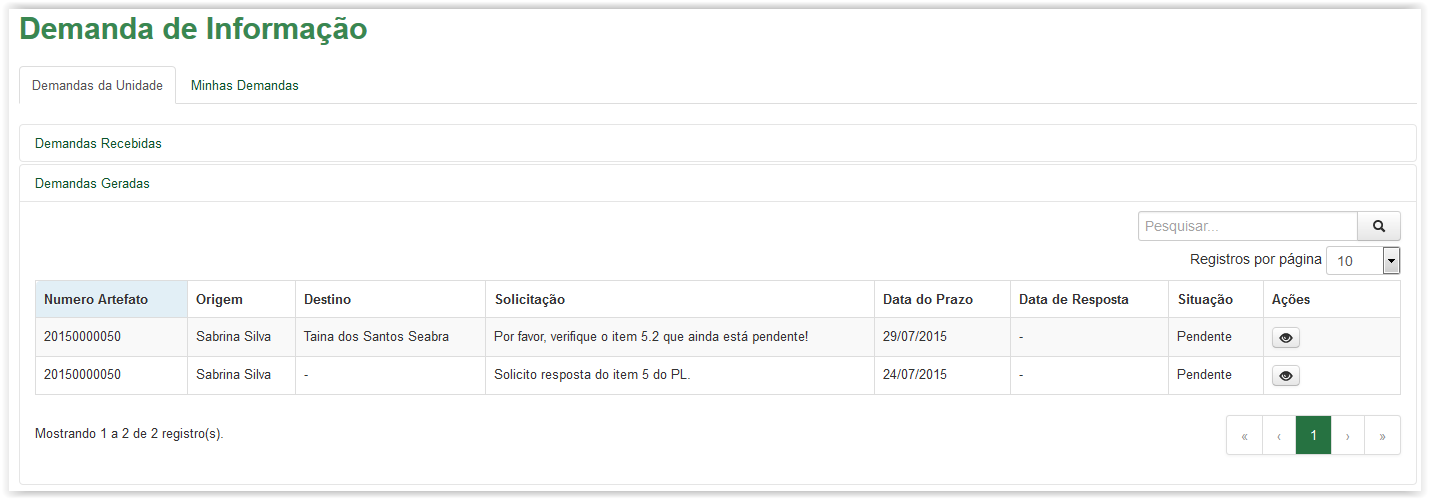 Demanda de Informação
Demandas da Unidade Minhas Demandas
Demandas Recebidas
Demandas Geradas
Pesquisar...
Registros por página 10
Numero Artefato Origem Destino Solicitação Data do Prazo Data de Resposta Situação Ações
20150000050 Sabrina Silva Taina dos Santos Seabra Por favor, verifique o item 5.2 que ainda está pendente! 29/07/2015 - Pendente
20150000050 Sabrina Silva - Solicito resposta do item 5 do PL. 24/07/2015 - Pendente
Mostrando 1 a 2 de 2 registro(s). « ‹ 1 › »